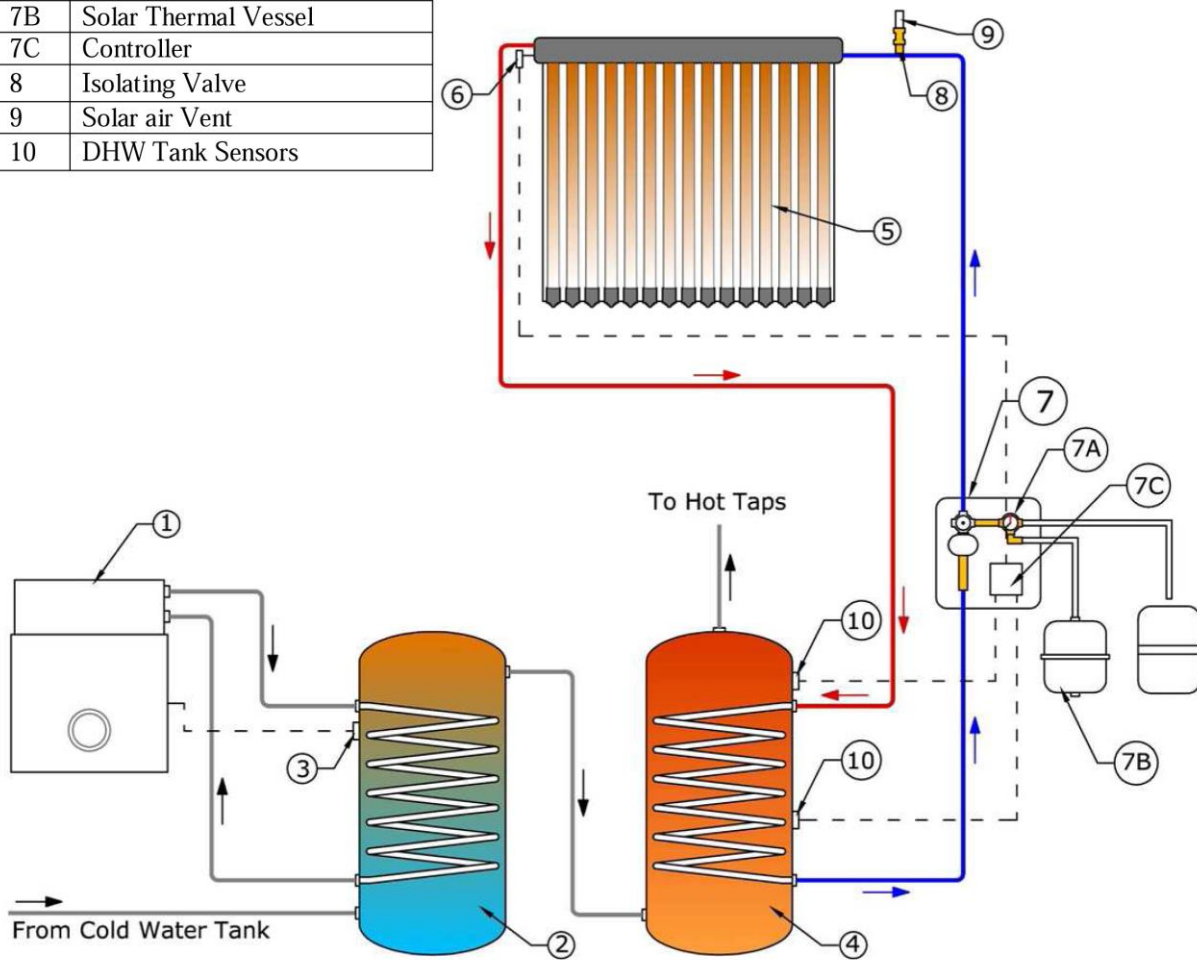 7B Solar Thermal Vessel
7C Controller
8 Isolating Valve
9 Solar air Vent
10 DHW Tank Sensors
9
6
8
5
7
7A
7C
To Hot Taps
1
10
3
10
7B
From Cold Water Tank
2
4